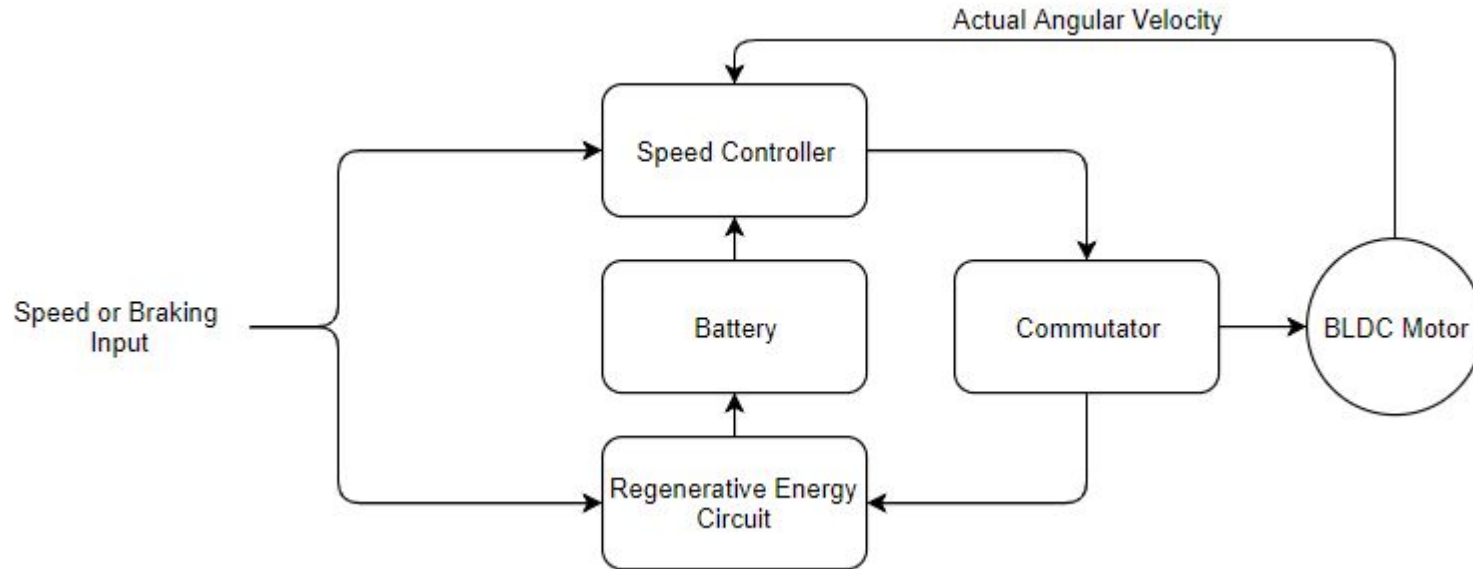 Actual Angular Velocity
Speed Controller
Speed or Braking
Input
Battery
Commutator
BLDC Motor
Regenerative Energy
Circuit